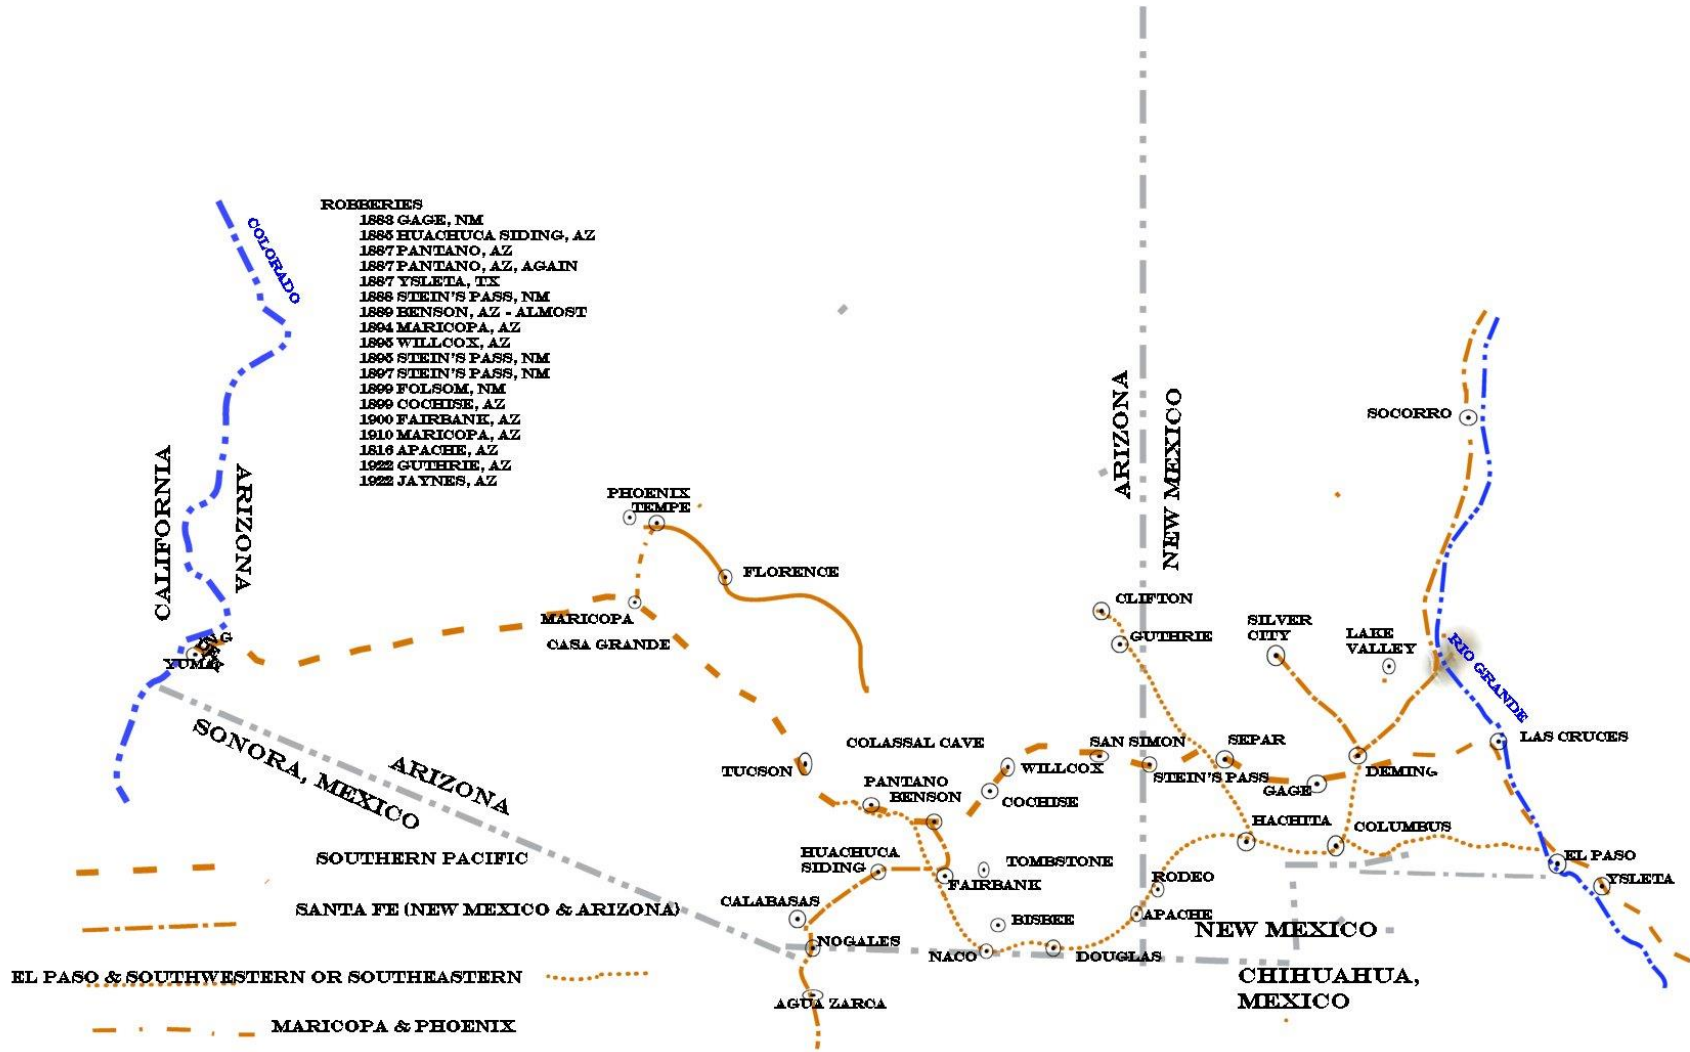 COLORADO
ROBBERIES
1883 GAGE, NM
1885 HUACHUCA SIDING, AZ
1887 PANTANO, AZ
1887 PANTANO, AZ, AGAIN
1887 YSLETA, TX
1888 STEIN'S PASS, NM
1889 BENSON, AZ - ALMOST
1894 MARICOPA, AZ
1895 WILLCOX, AZ
1895 STEIN'S PASS, NM
1897 STEIN'S PASS, NM
1899 FOLSOM, NM
1899 COCHISE, AZ
1900 FAIRBANK, AZ
1910 MARICOPA, AZ
1816 APACHE, AZ
1922 GUTHRIE, AZ
1922 JAYNES, AZ
CALIFORNIA
ARIZONA
ARIZONA
NEW MEXICO
SOCORRO
PHOENIX
TEMPE
FLORENCE
MARICOPA
CASA GRANDE
YUMA
CLIFTON
GUTHRIE
SILVER
CITY
LAKE
VALLEY
RIO GRANDE
LAS CRUCES
SONORA, MEXICO
ARIZONA
TUCSON
COLASSAL CAVE
PANTANO
BENSON
WILLCOX
COCHISE
SAN SIMON
STEIN'S PASS
SEPAR
GAGE
DEMING
HACHITA
COLUMBUS
EL PASO
YSLETA
HUACHUCA
SIDING
FAIRBANK
TOMBSTONE
RODEO
APACHE
CALABASAS
BISBEE
NOGALES
NACO
DOUGLAS
NEW MEXICO
CHIHUAHUA,
MEXICO
AGUA ZARCA
SOUTHERN PACIFIC
SANTA FE (NEW MEXICO & ARIZONA)
EL PASO & SOUTHWESTERN OR SOUTHEASTERN
MARICOPA & PHOENIX